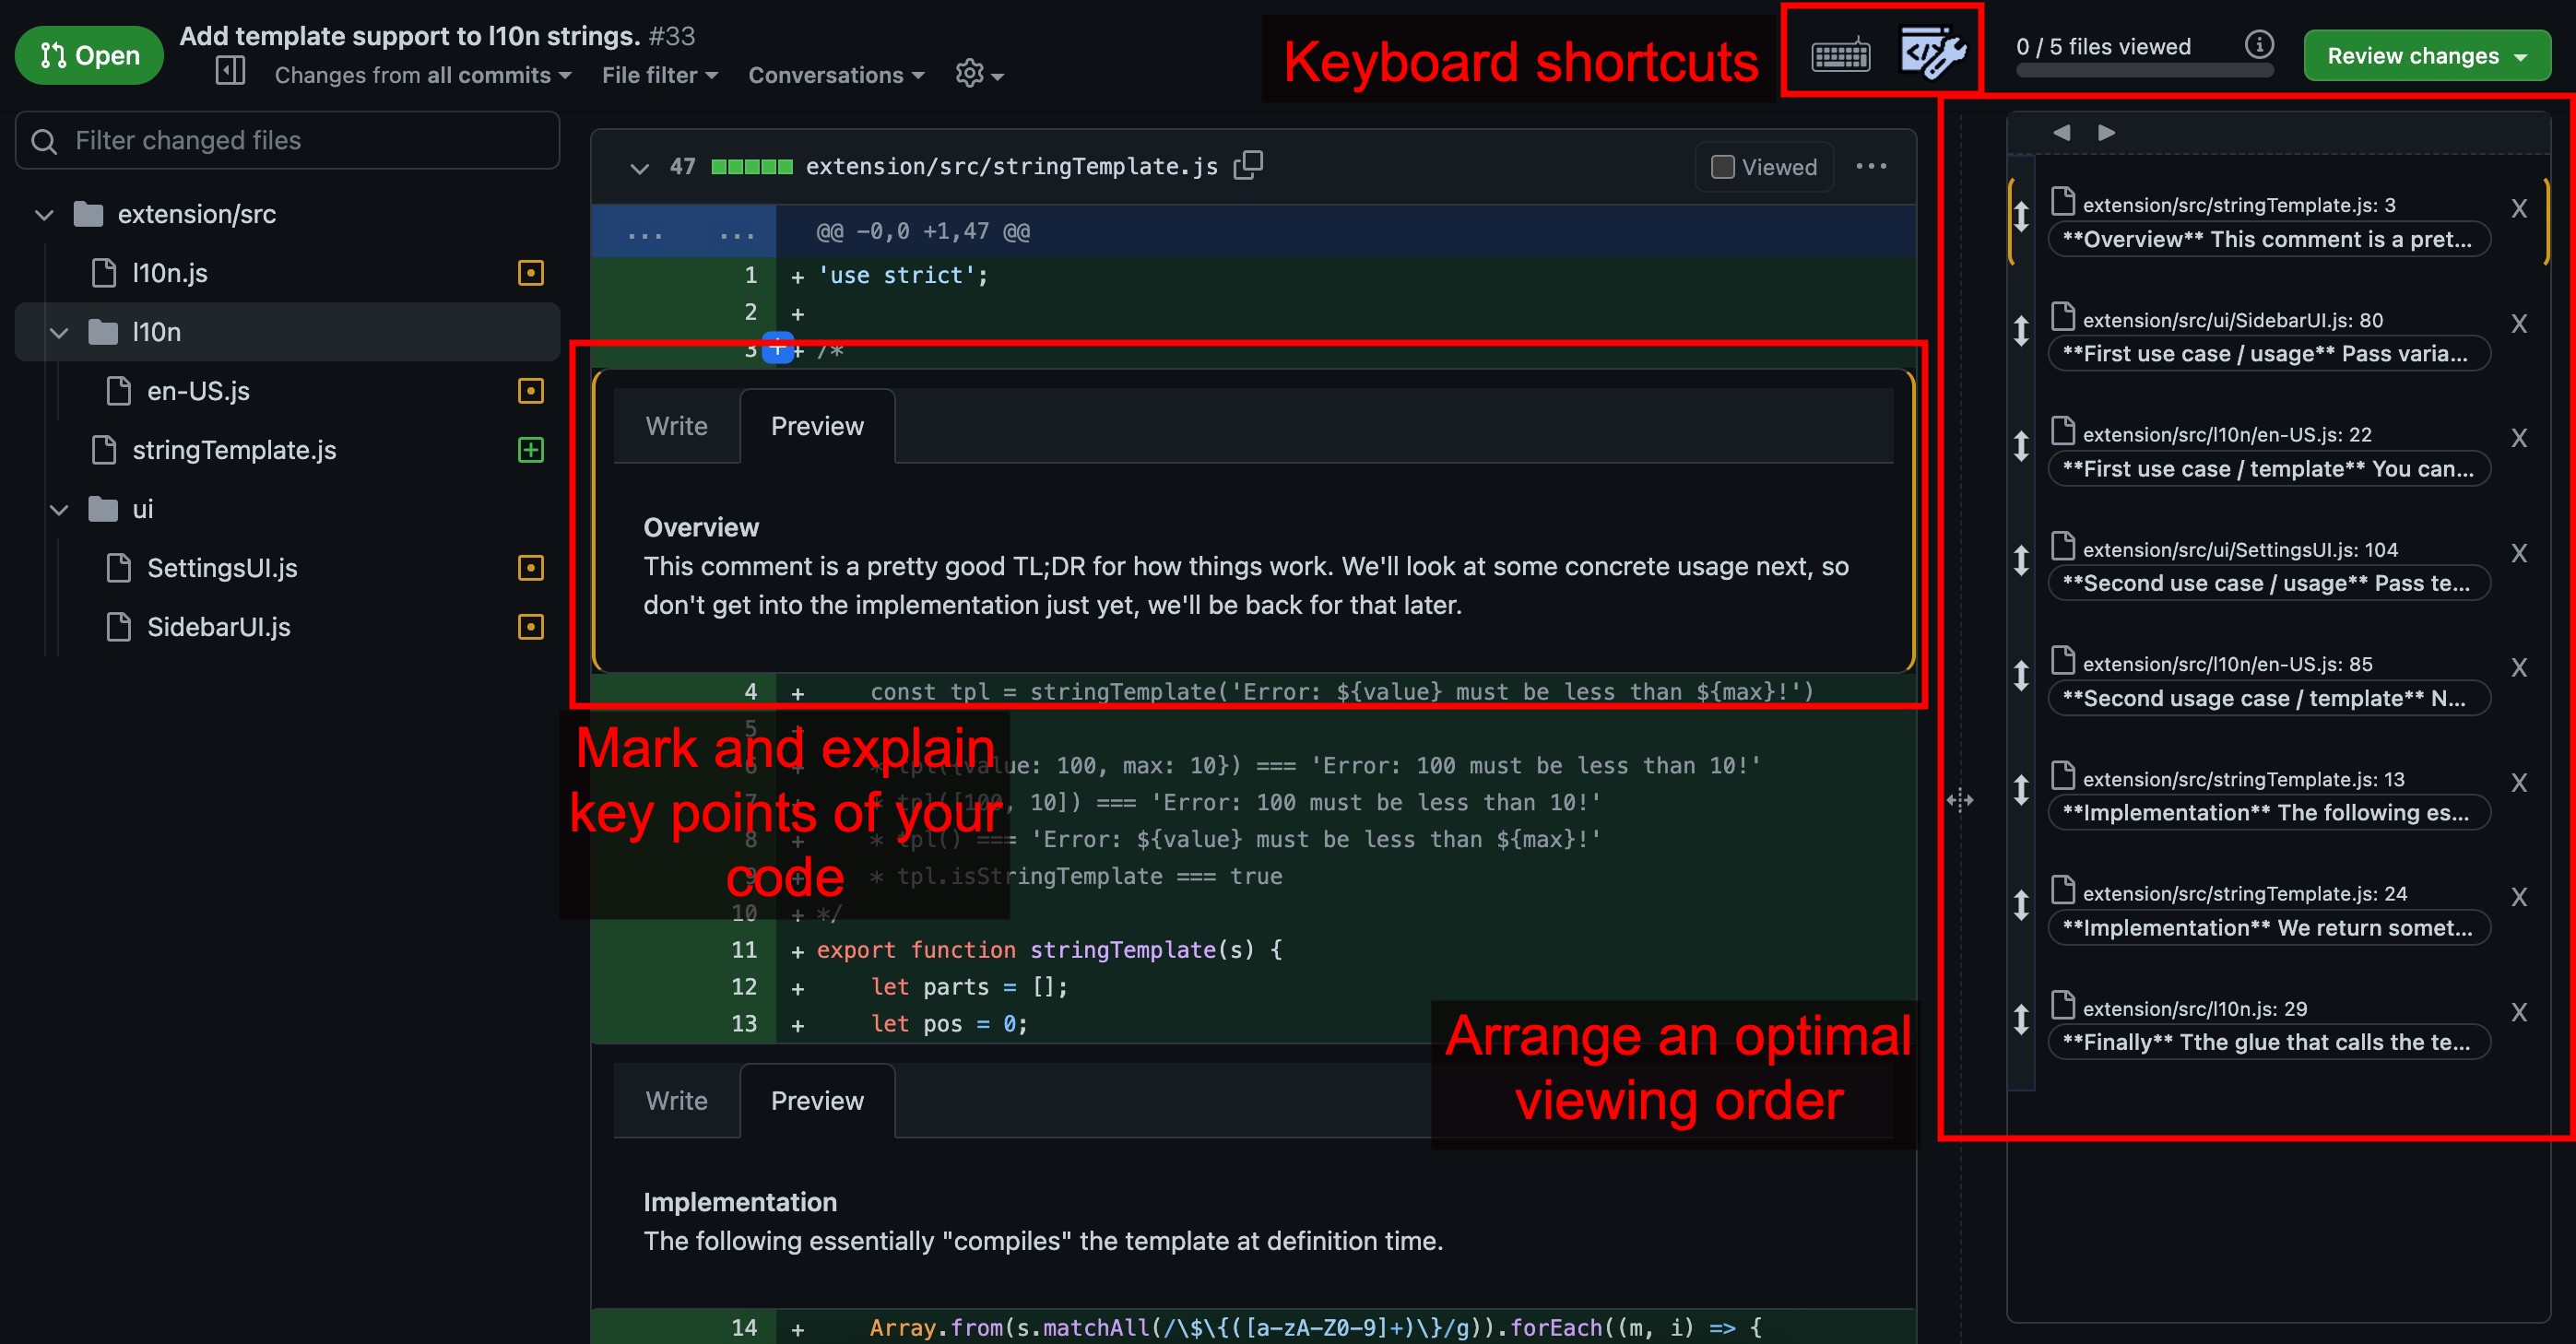 Open
Add template support to l10n strings. #33
Changes from all commits
File filter
Conversations
Keyboard shortcuts
0 / 5 files viewed
Review changes
Filter changed files
extension/src
l10n.js
l10n
en-US.js
stringTemplate.js
ui
SettingsUI.js
SidebarUI.js
47 extension/src/stringTemplate.js
Viewed
... ... @@ -0,0 +1,47 @@
1 + 'use strict';
2 +
3 + /*
Write Preview
Overview
This comment is a pretty good TL;DR for how things work. We'll look at some concrete usage next, so
don't get into the implementation just yet, we'll be back for that later.
4 + const tpl = stringTemplate('Error: ${value} must be less than ${max}!')
5 +
6 + * tpl({value: 100, max: 10}) === 'Error: 100 must be less than 10!'
7 + * tpl([100, 10]) === 'Error: 100 must be less than 10!'
8 + * tpl() === 'Error: ${value} must be less than ${max}!'
9 + * tpl.isStringTemplate === true
10 + */
11 + export function stringTemplate(s) {
12 + let parts = [];
13 + let pos = 0;
Mark and explain
key points of your
code
Write Preview
Implementation
The following essentially "compiles" the template at definition time.
14 + Array.from(s.matchAll(/\$\{([a-zA-Z0-9]+)\}/g)).forEach((m, i) => {
Arrange an optimal
viewing order
extension/src/stringTemplate.js: 3 X
**Overview** This comment is a pret...
extension/src/ui/SidebarUI.js: 80 X
**First use case / usage** Pass varia...
extension/src/l10n/en-US.js: 22 X
**First use case / template** You can...
extension/src/ui/SettingsUI.js: 104 X
**Second use case / usage** Pass te...
extension/src/l10n/en-US.js: 85 X
**Second usage case / template** N...
extension/src/stringTemplate.js: 13 X
**Implementation** The following es...
extension/src/stringTemplate.js: 24 X
**Implementation** We return somet...
extension/src/l10n.js: 29 X
**Finally** Tthe glue that calls the te...